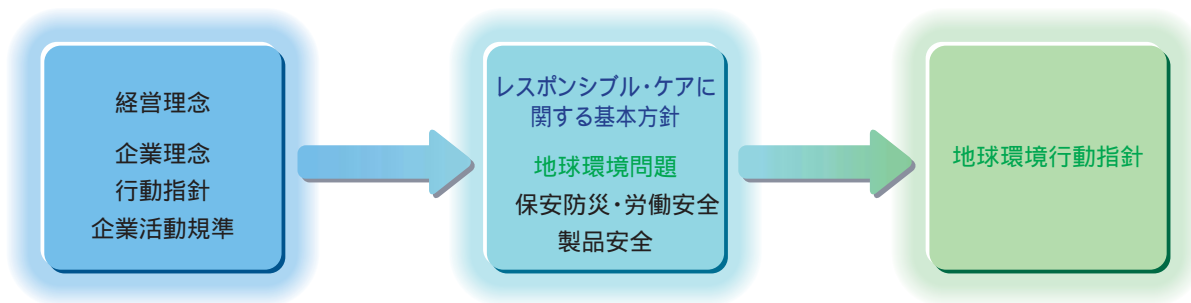 経営理念
企業理念
行動指針
企業活動規準
レスポンシブル・ケアに
関する基本方針
地球環境問題
保安防災・労働安全
製品安全
地球環境行動指針